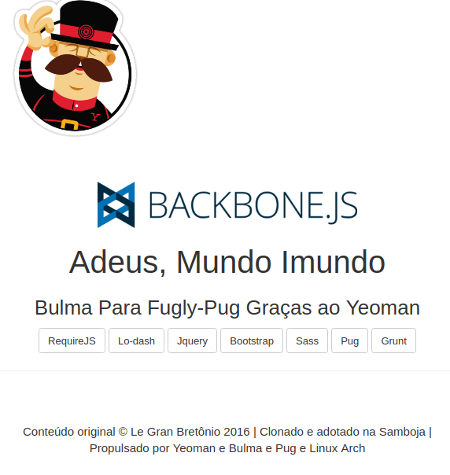 BACKBONE.JS
Adeus, Mundo Imundo
Bulma Para Fugly-Pug Graças ao Yeoman
RequireJS Lo-dash Jquery Bootstrap Sass Pug Grunt
Conteúdo original © Le Gran Bretônio 2016 | Clonado e adotado na Samboja |
Propulsado por Yeoman e Bulma e Pug e Linux Arch